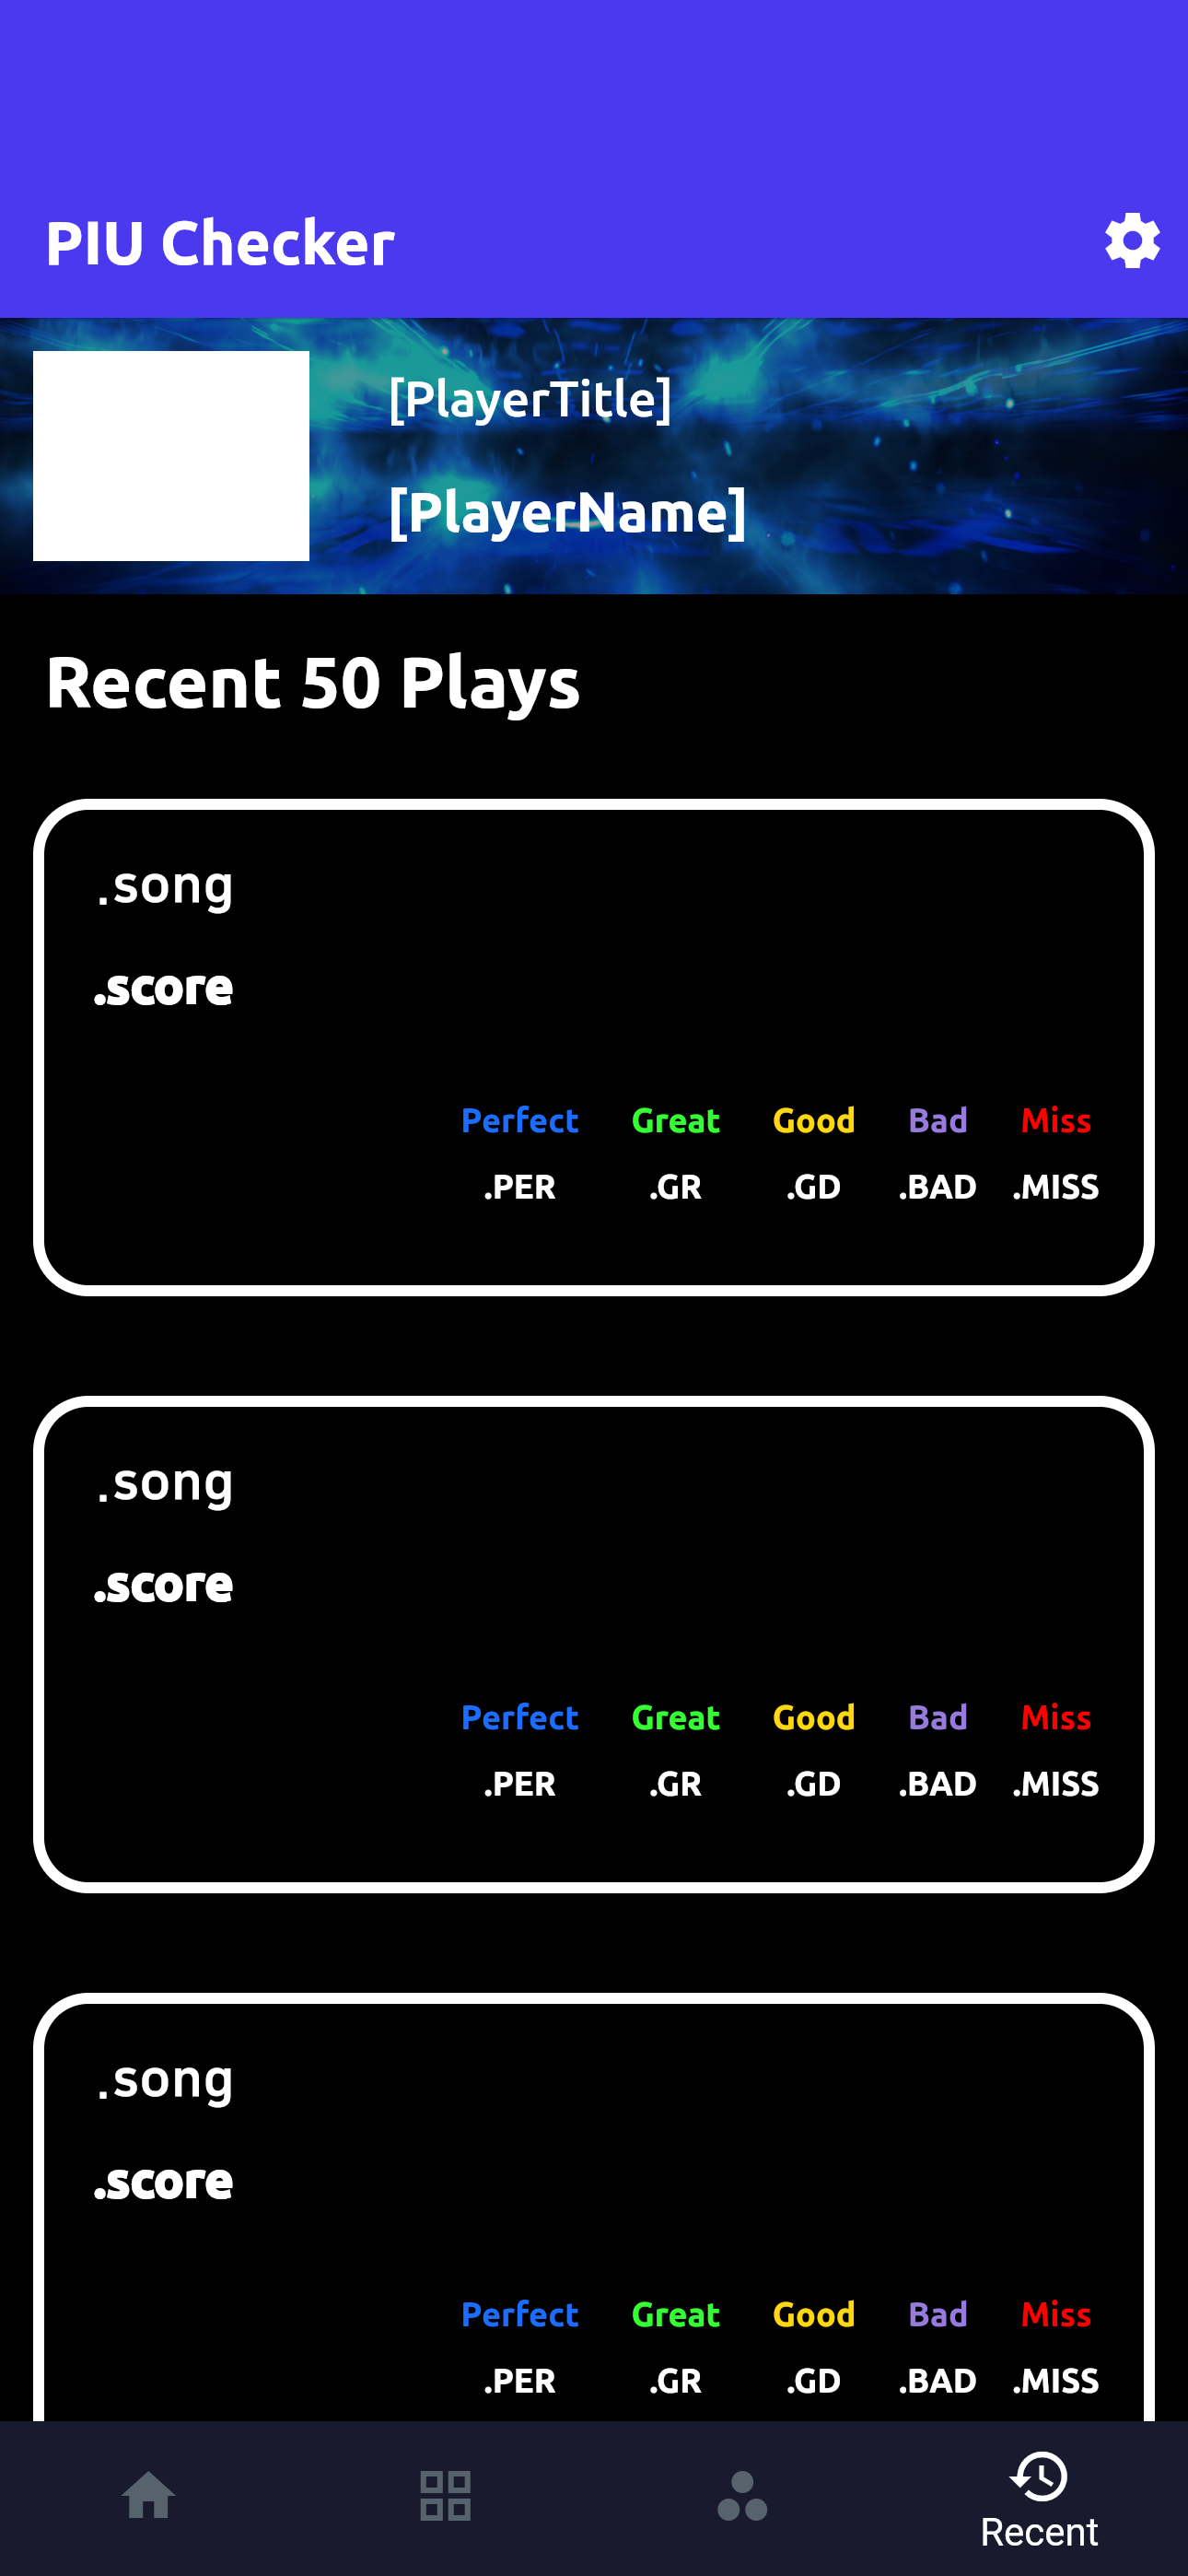 PIU Checker
[PlayerTitle]
[PlayerName]
Recent 50 Plays
.song
.score
Perfect Great Good Bad Miss
.PER .GR .GD .BAD .MISS
.song
.score
Perfect Great Good Bad Miss
.PER .GR .GD .BAD .MISS
.song
.score
Perfect Great Good Bad Miss
.PER .GR .GD .BAD .MISS
Recent